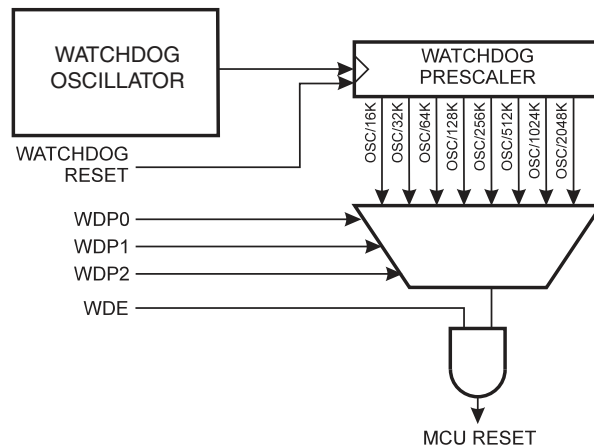 WATCHDOG
OSCILLATOR
WATCHDOG
PRESCALER
OSC/16K
OSC/32K
OSC/64K
OSC/128K
OSC/256K
OSC/512K
OSC/1024K
OSC/2048K
WATCHDOG
RESET
WDP0
WDP1
WDP2
WDE
MCU RESET